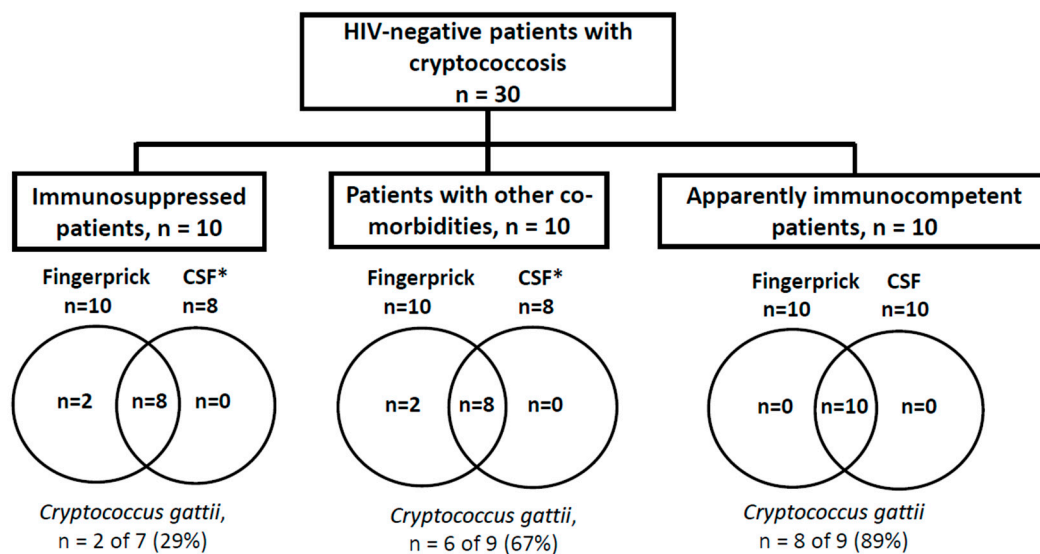 HIV-negative patients with
cryptococcosis
n = 30
Immunosuppressed
patients, n = 10
Patients with other co-
morbidities, n = 10
Apparently immunocompetent
patients, n = 10
Fingerprick CSF*
n=10 n=8
n=2 n=8 n=0
Cryptococcus gattii,
n = 2 of 7 (29%)
Fingerprick CSF*
n=10 n=8
n=2 n=8 n=0
Cryptococcus gattii,
n = 6 of 9 (67%)
Fingerprick CSF
n=10 n=10
n=0 n=10 n=0
Cryptococcus gattii
n = 8 of 9 (89%)